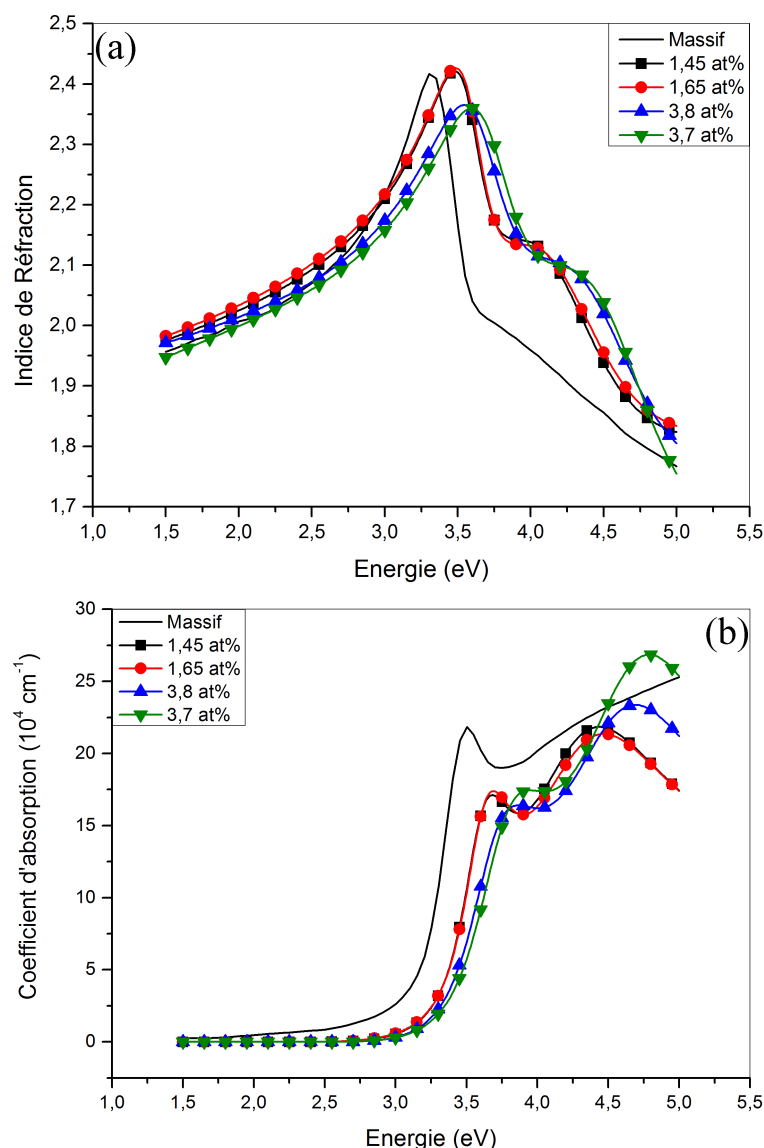 (a)
2,5
2,4
2,3
2,2
2,1
2,0
1,9
1,8
1,7
Indice de Réfraction
Massif
1,45 at%
1,65 at%
3,8 at%
3,7 at%
1,0 1,5 2,0 2,5 3,0 3,5 4,0 4,5 5,0 5,5
Energie (eV)
(b)
30
25
20
15
10
5
0
Coefficient d'absorption (10⁴ cm⁻¹)
Massif
1,45 at%
1,65 at%
3,8 at%
3,7 at%
1,0 1,5 2,0 2,5 3,0 3,5 4,0 4,5 5,0 5,5
Energie (eV)